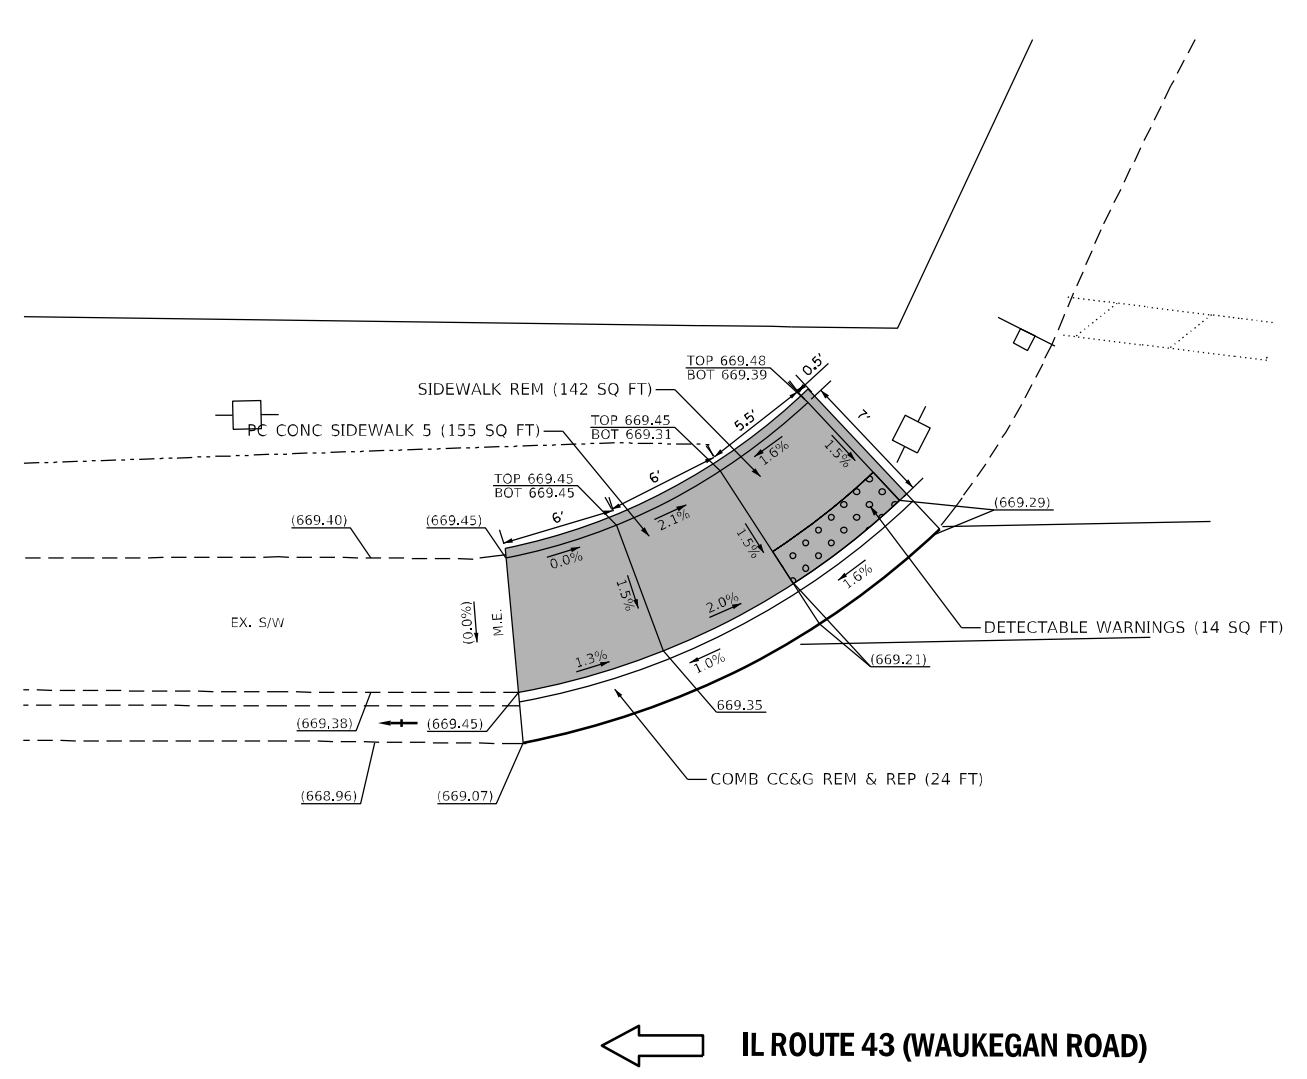 TOP 669.48
BOT 669.39
0.5'
SIDEWALK REM (142 SQ FT)
7'
TOP 669.45
BOT 669.31
5.5'
PC CONC SIDEWALK 5 (155 SQ FT)
1.6%
1.5%
6'
TOP 669.45
BOT 669.45
6'
(669.29)
(669.40)
(669.45)
2.1%
1.5%
0.0%
1.6%
1.5%
2.0%
(0.0%)
M.E.
EX. S/W
DETECTABLE WARNINGS (14 SQ FT)
1.3%
1.0%
(669.21)
669.35
(669.38)
(669.45)
COMB CC&G REM & REP (24 FT)
(668.96)
(669.07)
IL ROUTE 43 (WAUKEGAN ROAD)